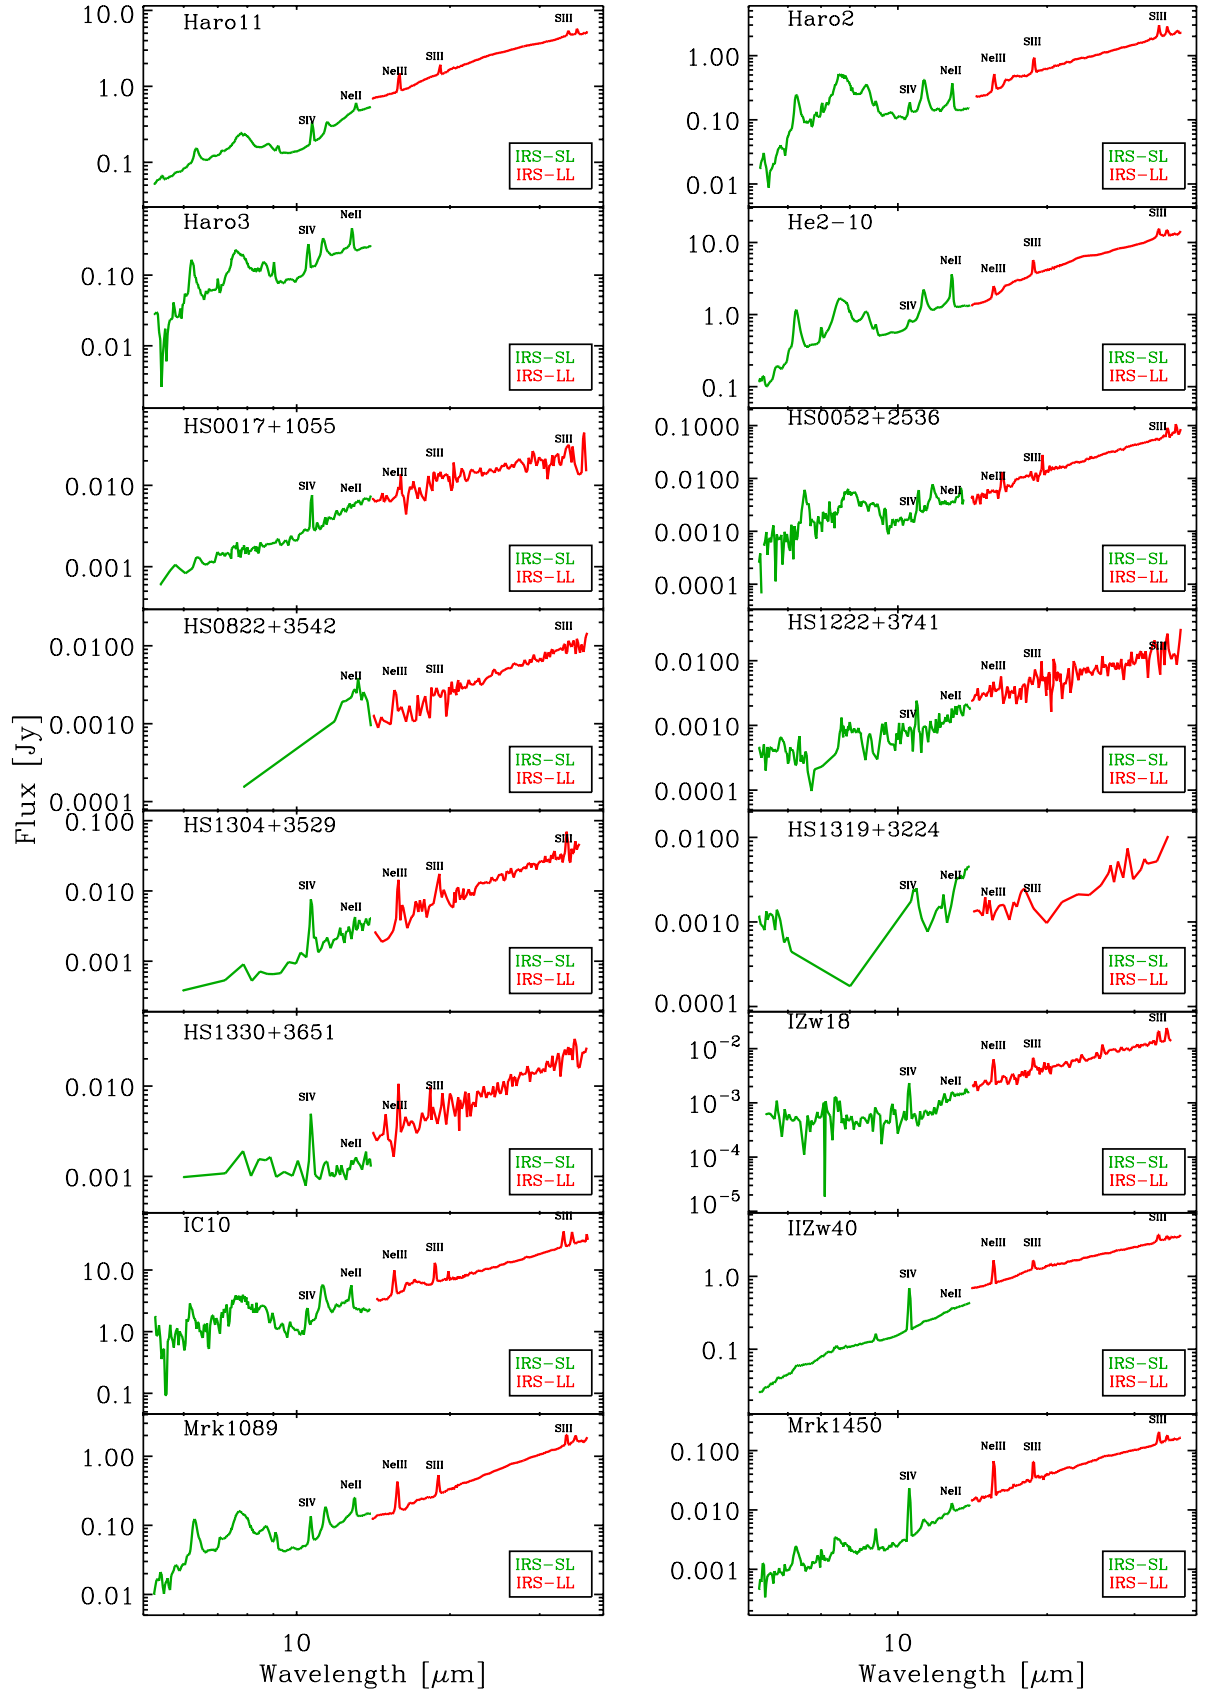 Haro11
10.0
1.0
0.1
SIV
NeII
NeIII
SIII
SIII
IRS-SL
IRS-LL
Haro2
1.00
0.10
0.01
SIV
NeII
NeIII
SIII
SIII
IRS-SL
IRS-LL
Haro3
0.10
0.01
SIV
NeII
IRS-SL
IRS-LL
He2-10
10.0
1.0
0.1
SIV
NeII
NeIII
SIII
SIII
IRS-SL
IRS-LL
HS0017+1055
0.010
0.001
SIV
NeII
NeIII
SIII
SIII
IRS-SL
IRS-LL
HS0052+2536
0.1000
0.0100
0.0010
0.0001
SIV
NeII
NeIII
SIII
SIII
IRS-SL
IRS-LL
HS0822+3542
0.0100
0.0010
0.0001
NeII
NeIII
SIII
SIII
IRS-SL
IRS-LL
HS1222+3741
0.0100
0.0010
0.0001
SIV
NeII
NeIII
SIII
SIII
IRS-SL
IRS-LL
Flux [Jy]
HS1304+3529
0.100
0.010
0.001
SIV
NeII
NeIII
SIII
SIII
IRS-SL
IRS-LL
HS1319+3224
0.0100
0.0010
0.0001
SIV
NeII
NeIII
SIII
IRS-SL
IRS-LL
HS1330+3651
0.010
0.001
SIV
NeII
NeIII
SIII
IRS-SL
IRS-LL
IZw18
10⁻²
10⁻³
10⁻⁴
10⁻⁵
SIV
NeII
NeIII
SIII
SIII
IRS-SL
IRS-LL
IC10
10.0
1.0
0.1
SIV
NeII
NeIII
SIII
SIII
IRS-SL
IRS-LL
IIZw40
1.0
0.1
SIV
NeII
NeIII
SIII
SIII
IRS-SL
IRS-LL
Mrk1089
1.00
0.10
0.01
SIV
NeII
NeIII
SIII
SIII
IRS-SL
IRS-LL
Mrk1450
0.100
0.010
0.001
SIV
NeII
NeIII
SIII
SIII
IRS-SL
IRS-LL
10
Wavelength [μm]
10
Wavelength [μm]